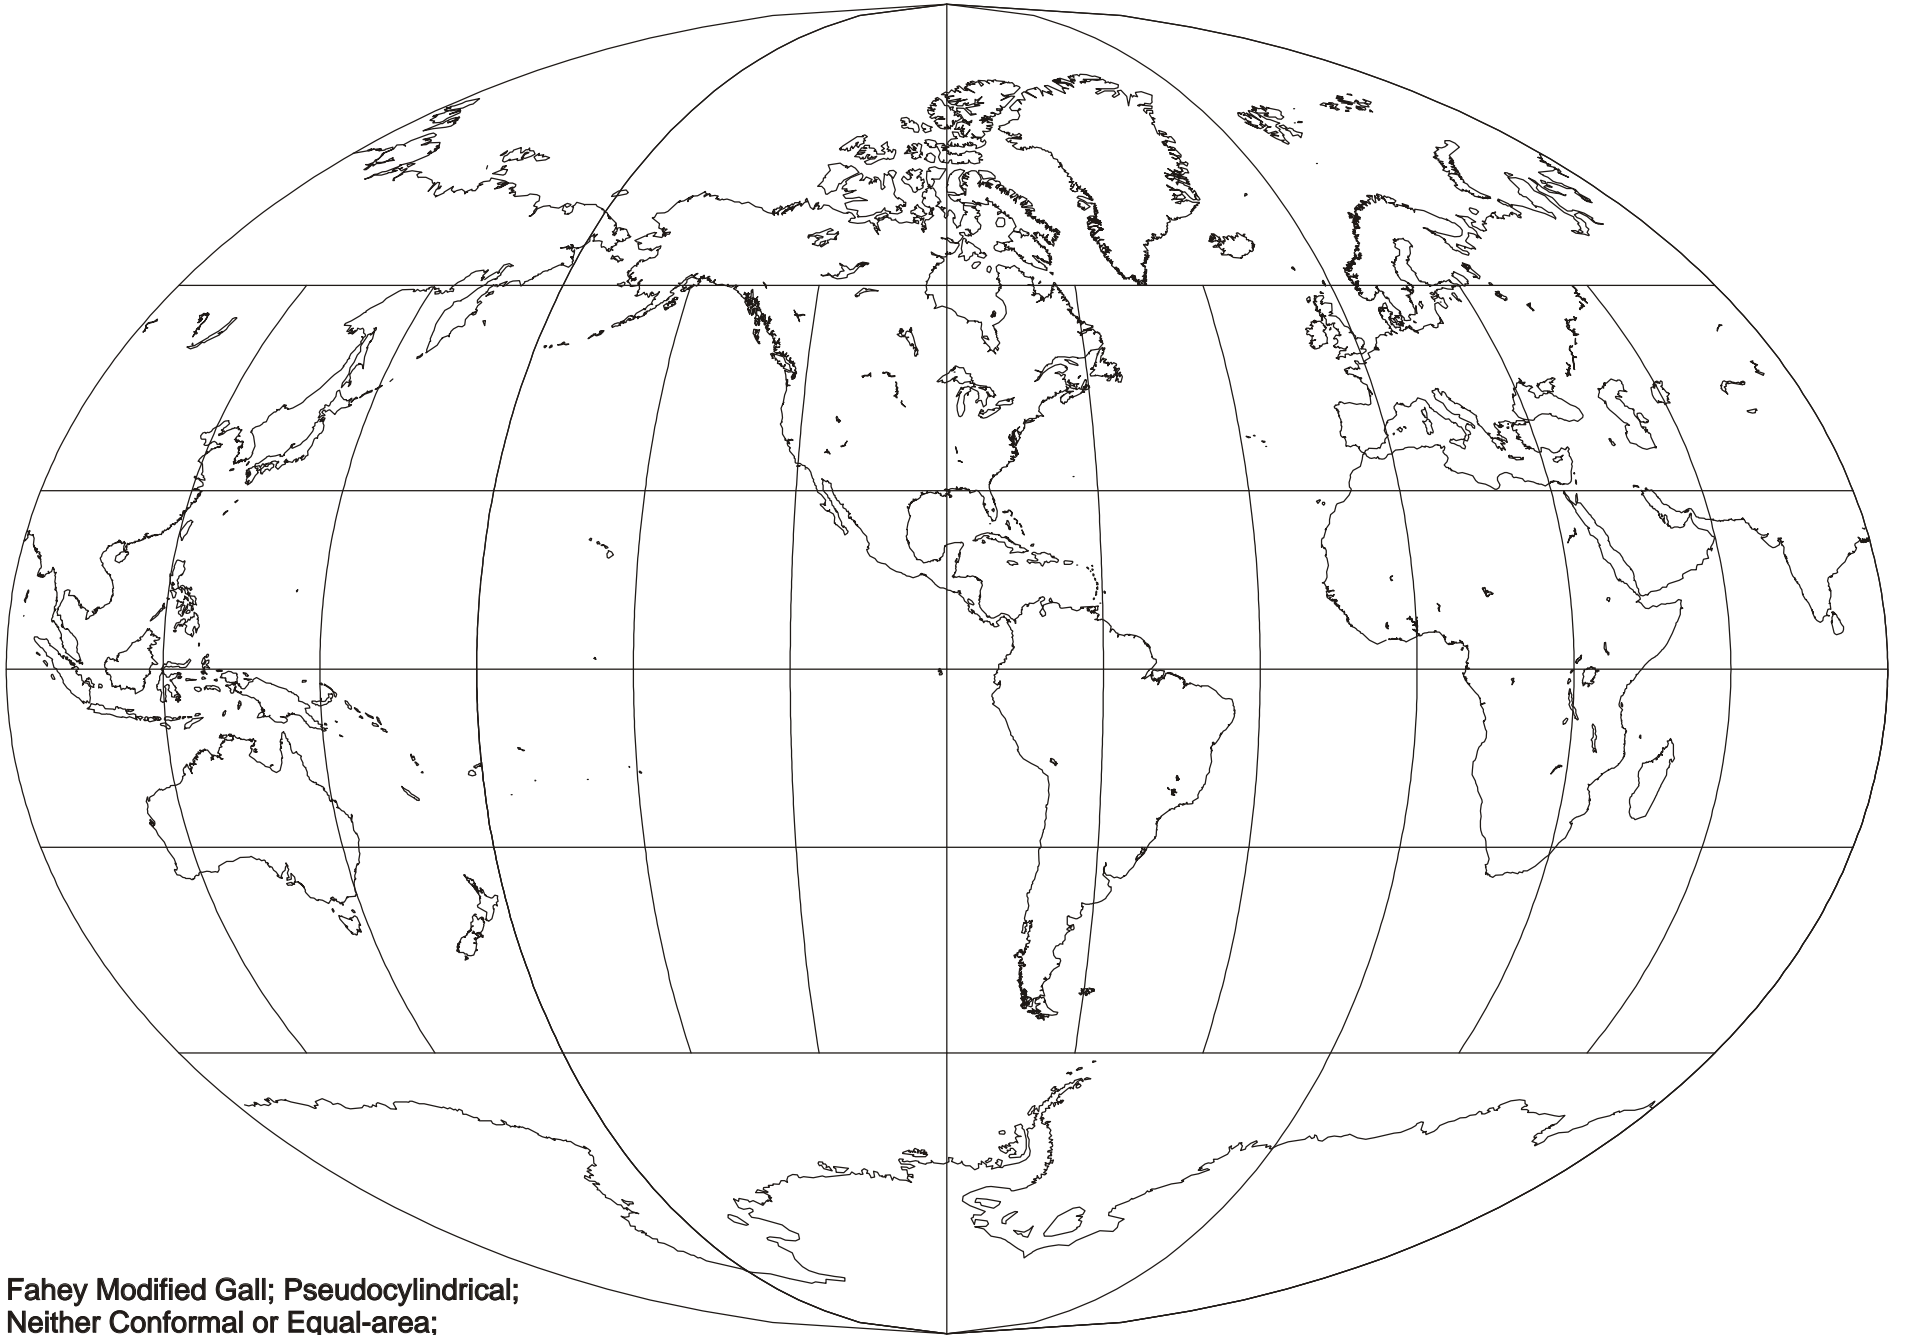 Fahey Modified Gall; Pseudocylindrical;
Neither Conformal or Equal-area;